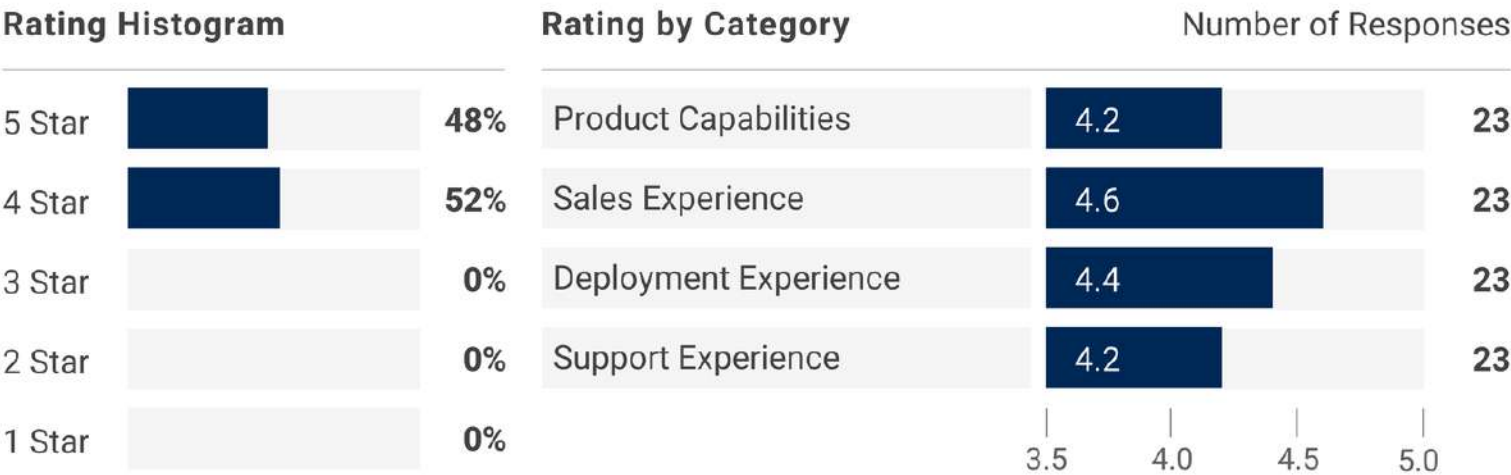 Rating Histogram
5 Star 48%
4 Star 52%
3 Star 0%
2 Star 0%
1 Star 0%
Rating by Category Number of Responses
Product Capabilities 4.2 23
Sales Experience 4.6 23
Deployment Experience 4.4 23
Support Experience 4.2 23
3.5 4.0 4.5 5.0